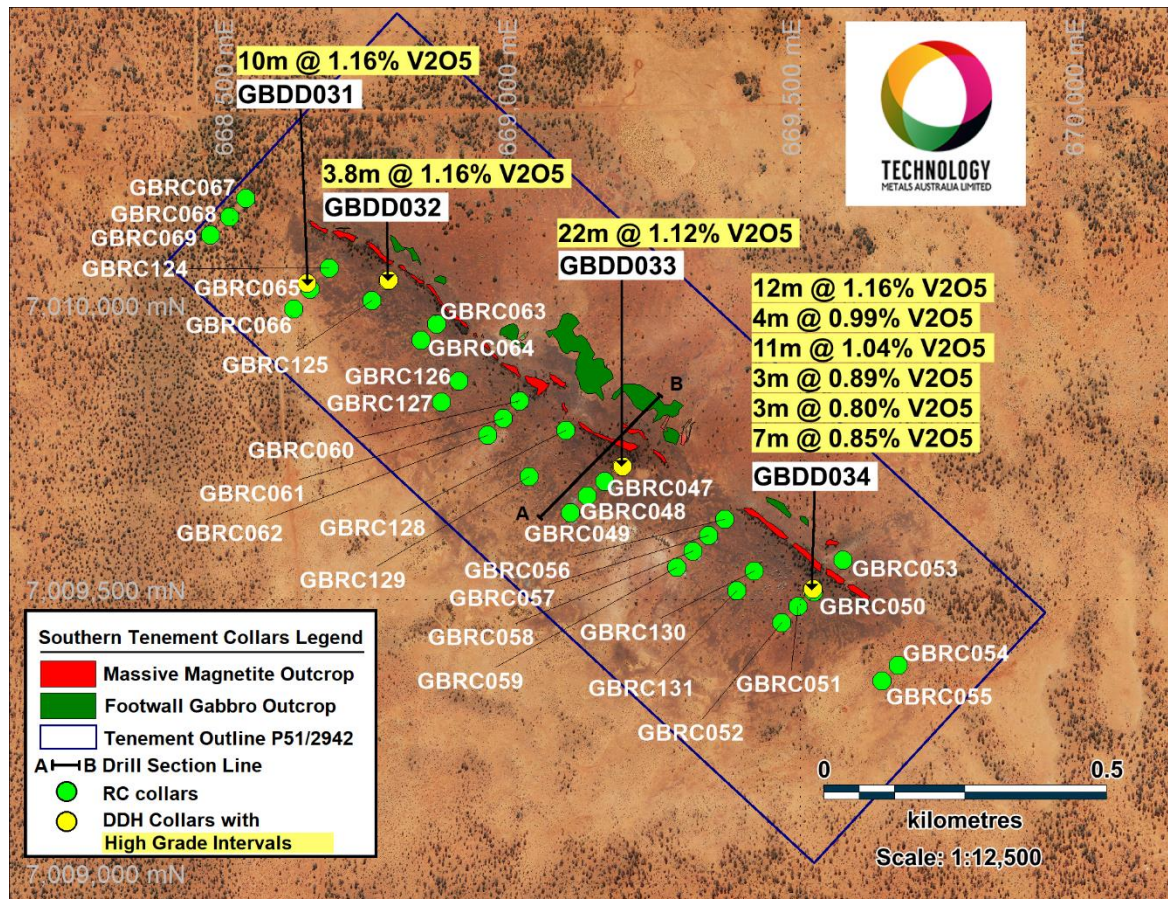 668,500 mE
669,000 mE
669,500 mE
670,000 mE
10m @ 1.16% V2O5
GBDD031
3.8m @ 1.16% V2O5
GBDD032
22m @ 1.12% V2O5
GBDD033
12m @ 1.16% V2O5
4m @ 0.99% V2O5
11m @ 1.04% V2O5
3m @ 0.89% V2O5
3m @ 0.80% V2O5
7m @ 0.85% V2O5
GBDD034
TECHNOLOGY
METALS AUSTRALIA LIMITED
GBRC067
GBRC068
GBRC069
GBRC124
GBRC065
7,010,000 mN
GBRC066
GBRC125
GBRC063
GBRC064
GBRC126
GBRC127
GBRC060
GBRC061
GBRC062
GBRC128
GBRC129
B
A
GBRC047
GBRC048
GBRC049
GBRC056
GBRC057
GBRC058
GBRC059
GBRC130
GBRC131
GBRC053
GBRC050
GBRC051
GBRC052
GBRC054
GBRC055
7,009,500 mN
Southern Tenement Collars Legend
Massive Magnetite Outcrop
Footwall Gabbro Outcrop
Tenement Outline P51/2942
A B Drill Section Line
RC collars
DDH Collars with
High Grade Intervals
7,009,000 mN
0 0.5
kilometres
Scale: 1:12,500